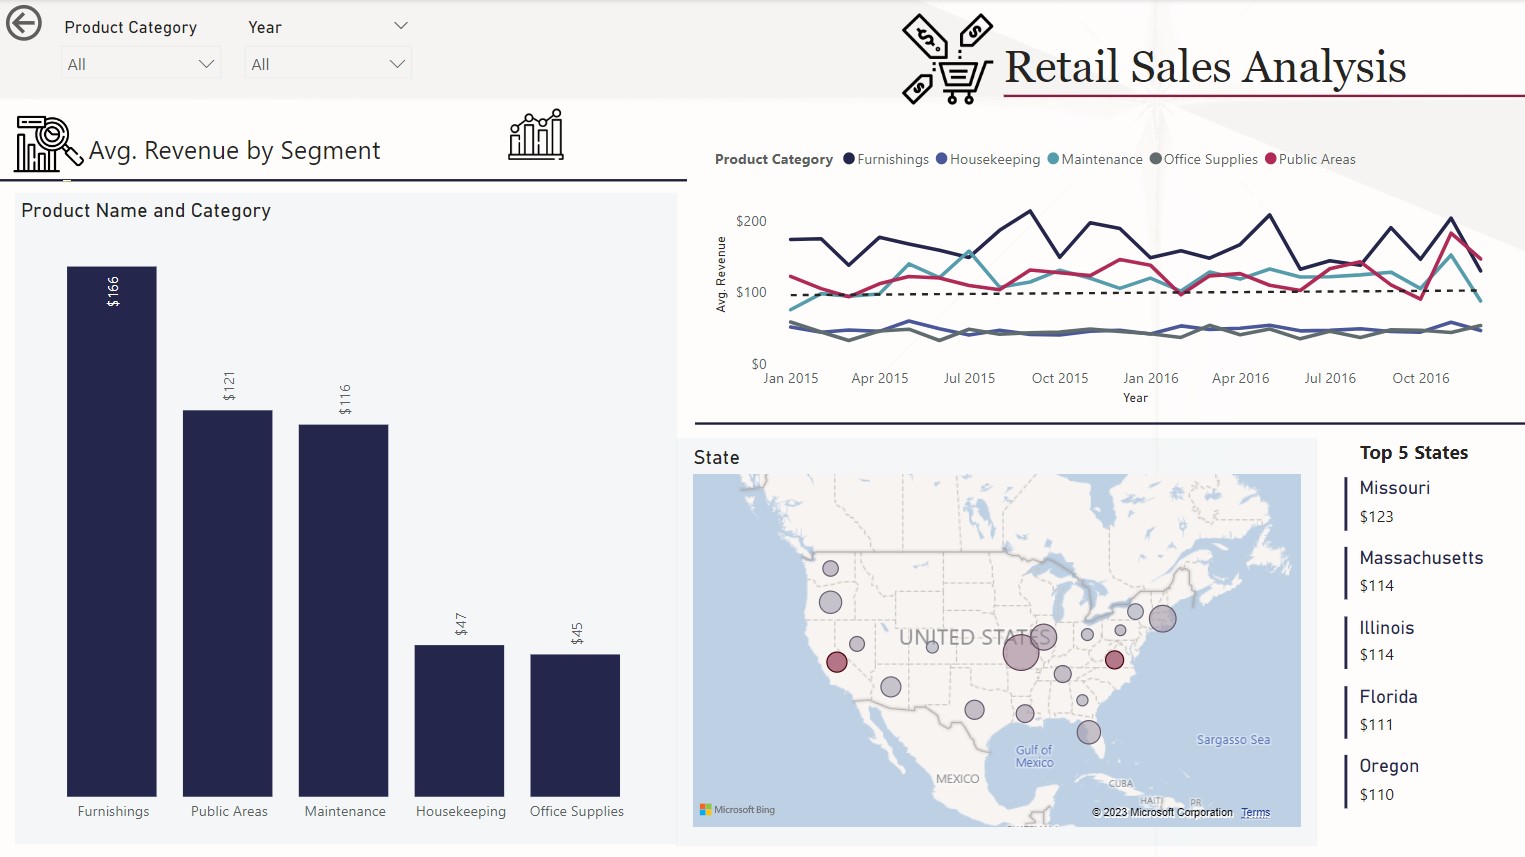 Product Category
Year
All
All
Retail Sales Analysis
Avg. Revenue by Segment
Product Name and Category
$166
$121
$116
$47
$45
Furnishings
Public Areas
Maintenance
Housekeeping
Office Supplies
Product Category Furnishings Housekeeping Maintenance Office Supplies Public Areas
Avg. Revenue
$200
$100
$0
Jan 2015 Apr 2015 Jul 2015 Oct 2015 Jan 2016 Apr 2016 Jul 2016 Oct 2016
Year
State
UNITED STATES
Gulf of
Mexico
Sargasso Sea
MEXICO
CUBA
HAITI
PR
Microsoft Bing
© 2023 Microsoft Corporation Terms
Top 5 States
Missouri
$123
Massachusetts
$114
Illinois
$114
Florida
$111
Oregon
$110